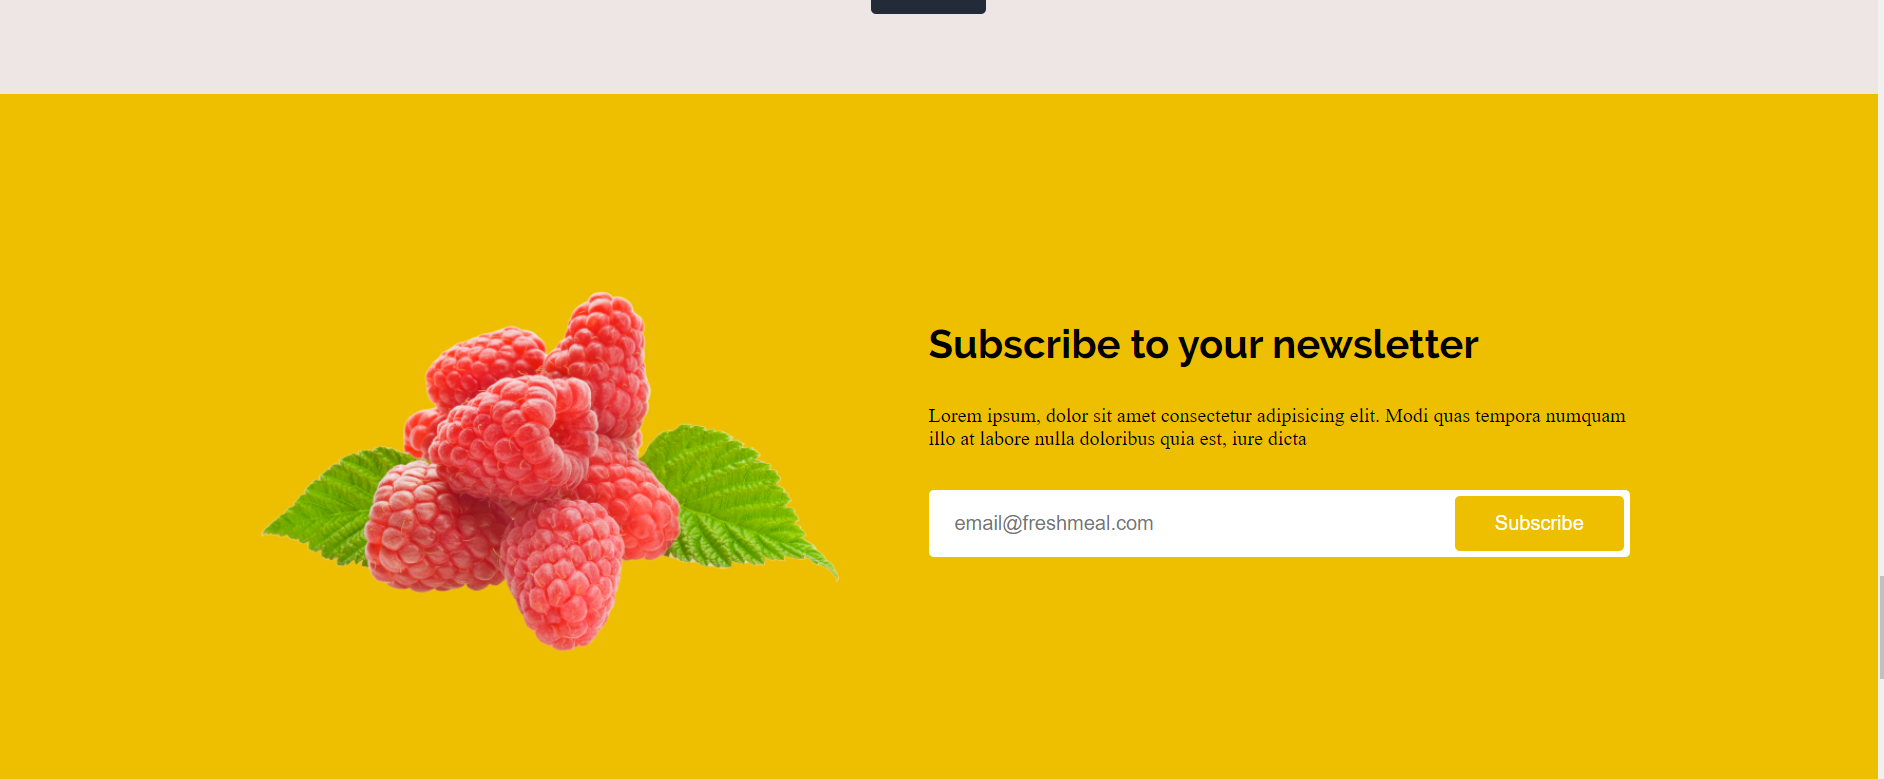 Subscribe to your newsletter
Lorem ipsum, dolor sit amet consectetur adipisicing elit. Modi quas tempora numquam
illo at labore nulla doloribus quia est, iure dicta
email@freshmeal.com
Subscribe